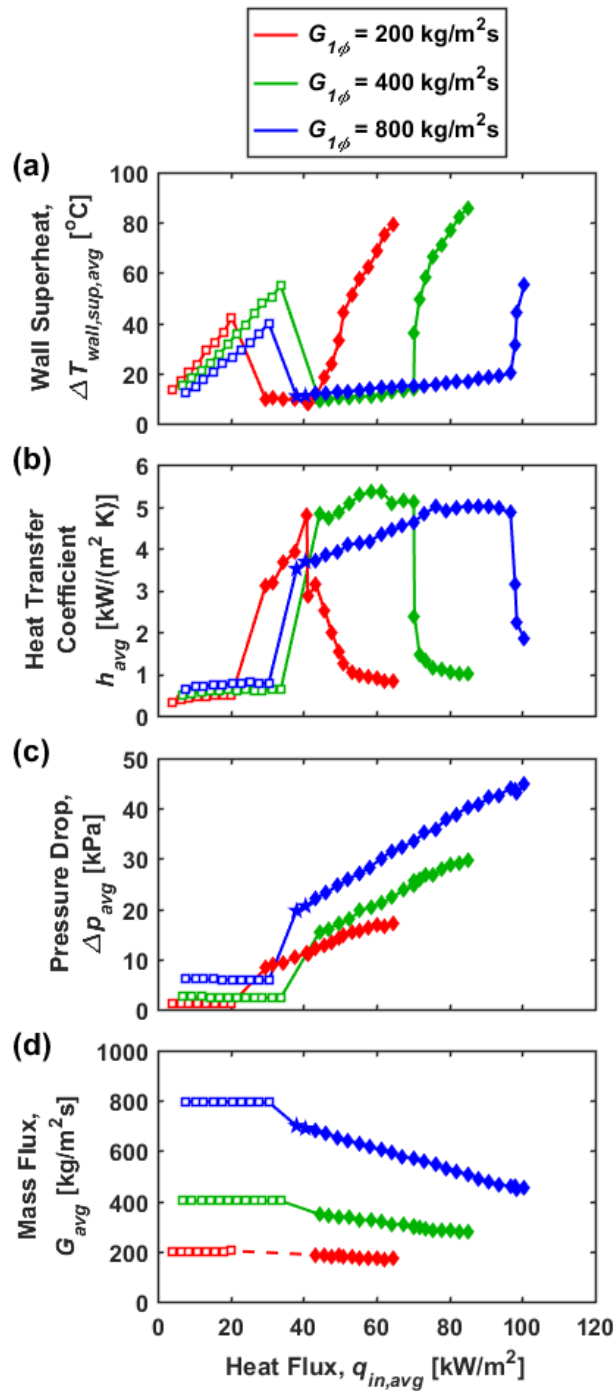 G1ϕ = 200 kg/m²s
G1ϕ = 400 kg/m²s
G1ϕ = 800 kg/m²s
(a)
Wall Superheat,
ΔTwall,sup,avg [°C]
100
80
60
40
20
0
(b)
Heat Transfer
Coefficient
havg [kW/(m² K)]
6
5
4
3
2
1
0
(c)
Pressure Drop,
Δpavg [kPa]
50
40
30
20
10
0
(d)
Mass Flux,
Gavg [kg/m²s]
1000
800
600
400
200
0
0 20 40 60 80 100 120
Heat Flux, qin,avg [kW/m²]